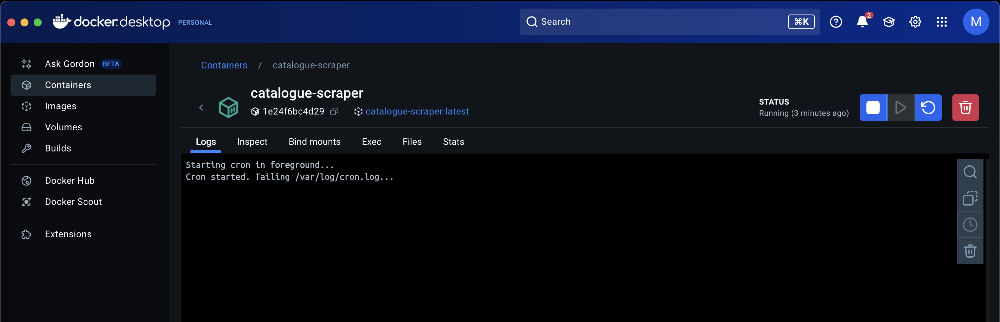 docker.desktop PERSONAL
Search
⌘K
2
M
Ask Gordon BETA
Containers
Images
Volumes
Builds
Docker Hub
Docker Scout
Extensions
Containers / catalogue-scraper
catalogue-scraper
1e24f6bc4d29 catalogue-scraper:latest
STATUS
Running (3 minutes ago)
Logs Inspect Bind mounts Exec Files Stats
Starting cron in foreground...
Cron started. Tailing /var/log/cron.log...